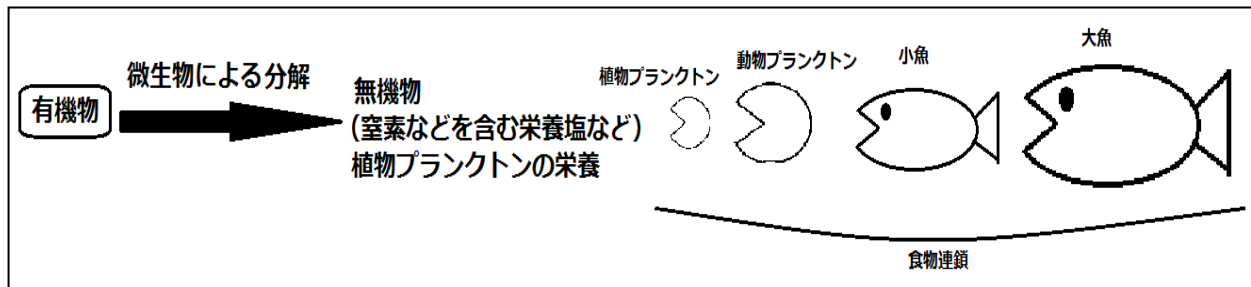 有機物
微生物による分解
無機物
(窒素などを含む栄養塩など)
植物プランクトンの栄養
植物プランクトン
動物プランクトン
小魚
大魚
食物連鎖